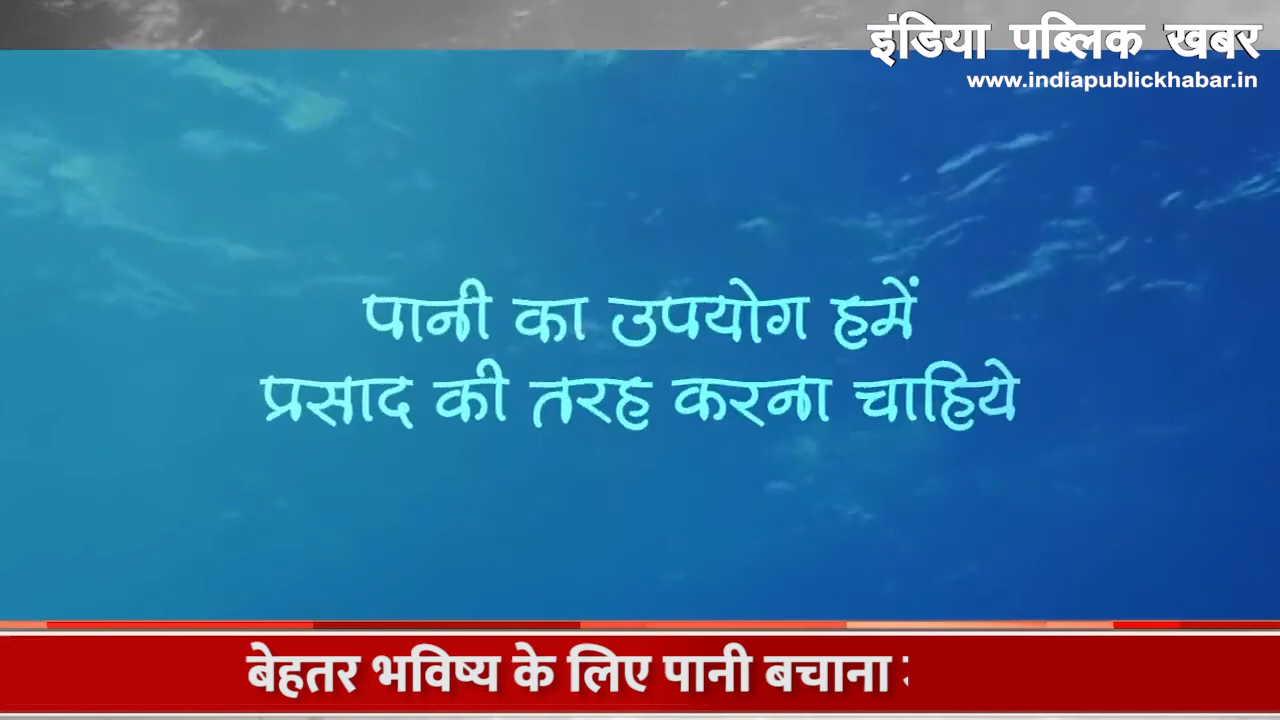 इंडिया पब्लिक खबर
www.indiapublickhabar.in
पानी का उपयोग हमें
प्रसाद की तरह करना चाहिये
बेहतर भविष्य के लिए पानी बचाना